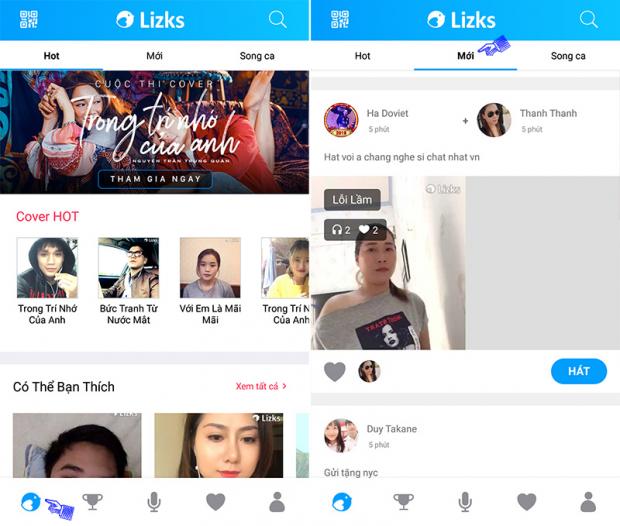 Lizks
Hot
Mới
Song ca
CUỘC THI COVER
Trong trí nhớ
của anh
NGUYỄN TRẦN TRUNG QUÂN
THAM GIA NGAY
Cover HOT
Trong Trí Nhớ
Của Anh
Bức Tranh Từ
Nước Mắt
Với Em Là Mãi
Mãi
Trong Trí N
Của An
Có Thể Bạn Thích
Xem tất cả >
Lizks
Lizks
Lizks
Hot
Mới
Song ca
Ha Doviet
5 phút
+
Thanh Thanh
5 phút
Hat voi a chang nghe si chat nhat vn
Lỗi Lầm
Lizks
2
2
HÁT
Duy Takane
5 phút
Gửi tặng nyc